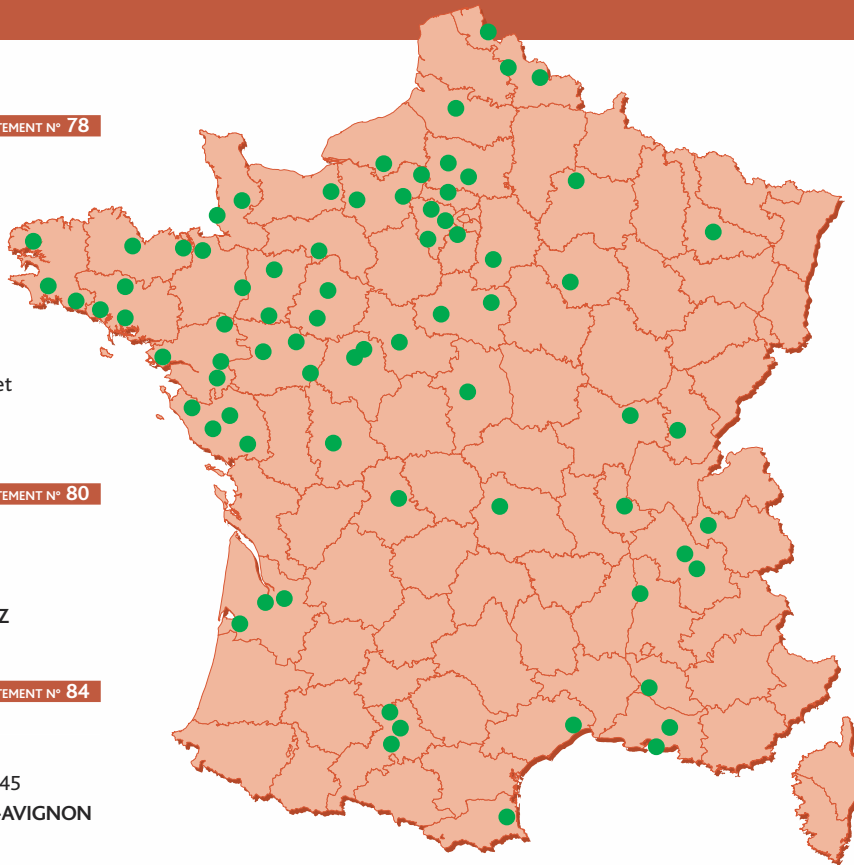 TEMENT N° 78
et
TEMENT N° 80
Z
TEMENT N° 84
45
-AVIGNON